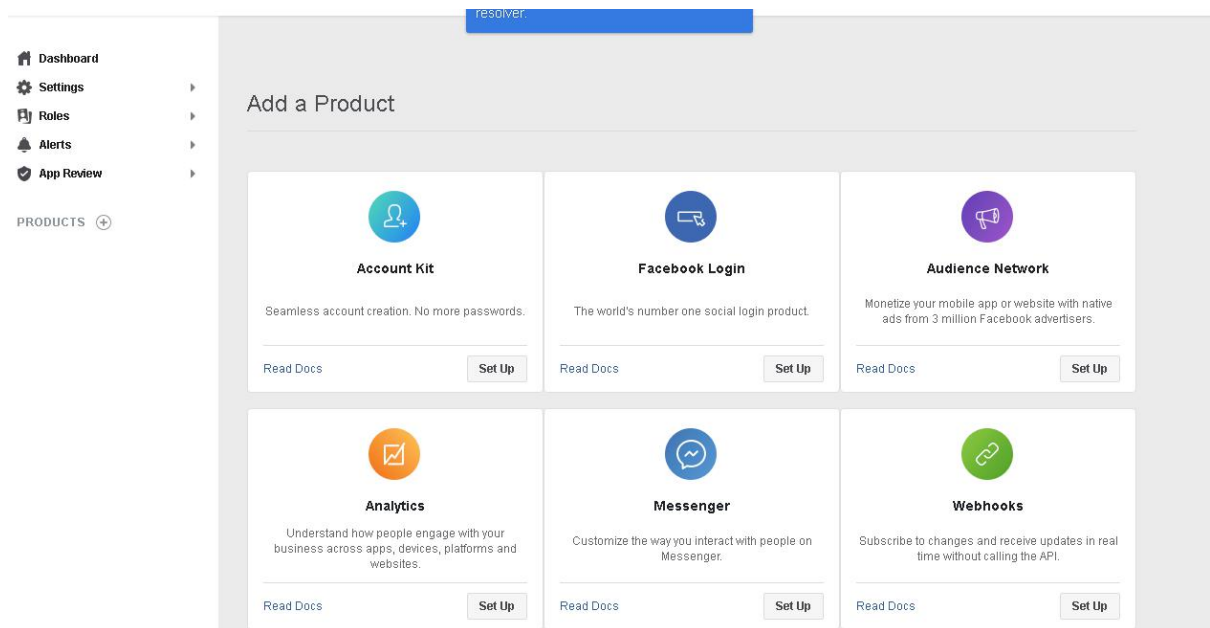 resolver.
Dashboard
Settings
Roles
Alerts
App Review
PRODUCTS
Add a Product
Account Kit
Seamless account creation. No more passwords.
Read Docs
Set Up
Facebook Login
The world's number one social login product.
Read Docs
Set Up
Audience Network
Monetize your mobile app or website with native
ads from 3 million Facebook advertisers.
Read Docs
Set Up
Analytics
Understand how people engage with your
business across apps, devices, platforms and
websites.
Read Docs
Set Up
Messenger
Customize the way you interact with people on
Messenger.
Read Docs
Set Up
Webhooks
Subscribe to changes and receive updates in real
time without calling the API.
Read Docs
Set Up